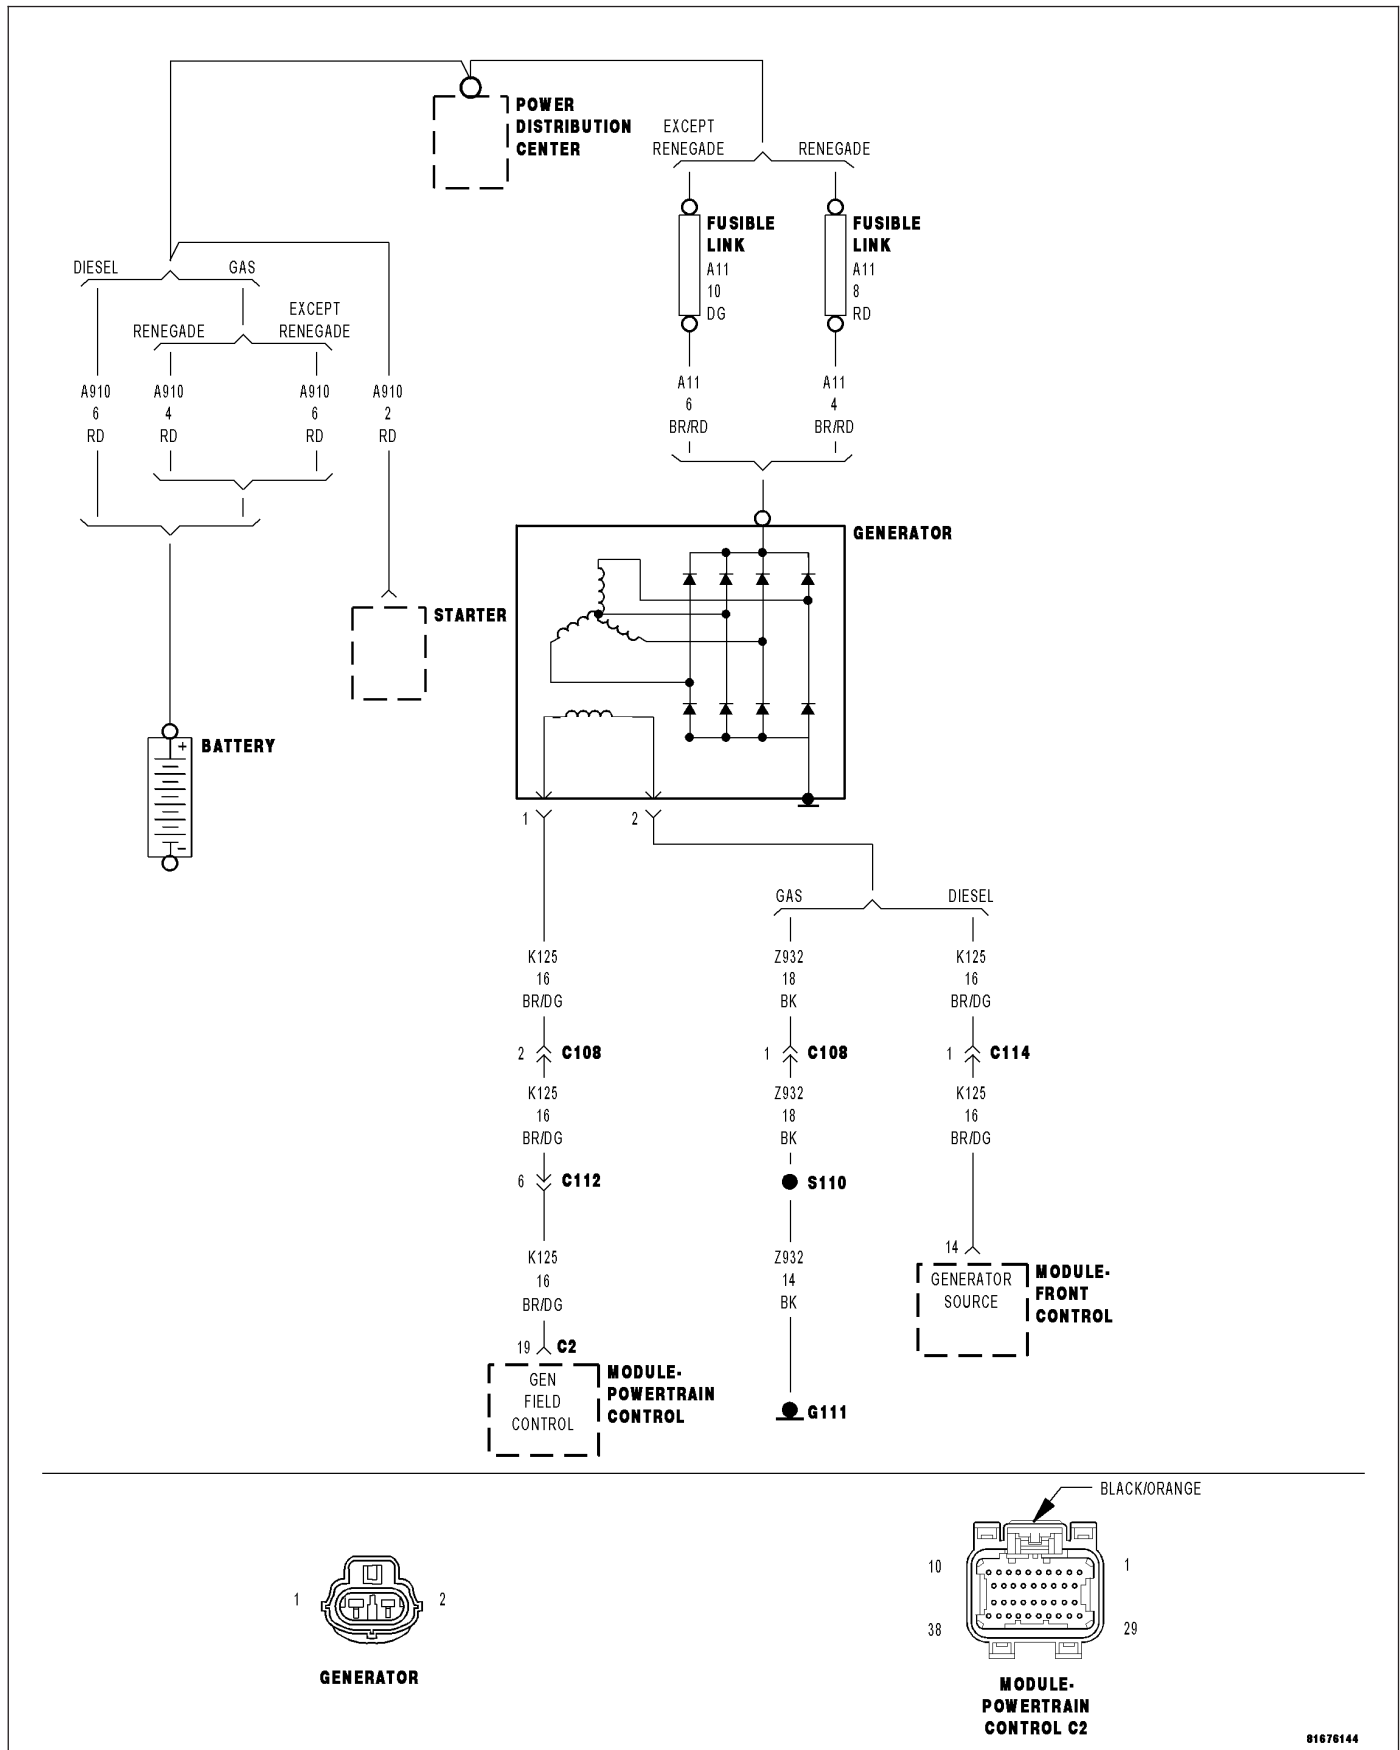 POWER
DISTRIBUTION
CENTER
EXCEPT
RENEGADE
RENEGADE
FUSIBLE
LINK
A11
10
DG
FUSIBLE
LINK
A11
8
RD
DIESEL
GAS
RENEGADE
EXCEPT
RENEGADE
A910
6
RD
A910
4
RD
A910
6
RD
A910
2
RD
A11
6
BR/RD
A11
4
BR/RD
GENERATOR
STARTER
BATTERY
+
-
1
2
GAS
DIESEL
K125
16
BR/DG
Z932
18
BK
K125
16
BR/DG
2 C108
1 C108
1 C114
K125
16
BR/DG
Z932
18
BK
K125
16
BR/DG
6 C112
S110
K125
16
BR/DG
Z932
14
BK
14
GENERATOR
SOURCE
MODULE-
FRONT
CONTROL
19 C2
GEN
FIELD
CONTROL
MODULE-
POWERTRAIN
CONTROL
G111
BLACK/ORANGE
1
2
GENERATOR
10
1
38
29
MODULE-
POWERTRAIN
CONTROL C2
81676144